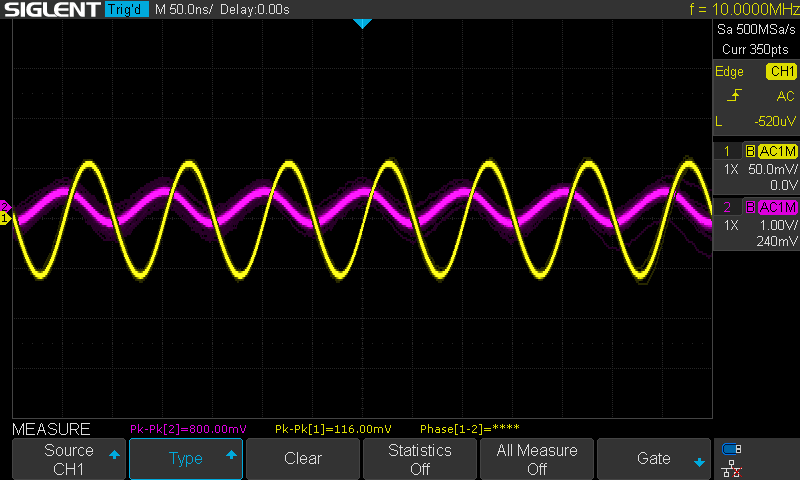 SIGLENT Trig'd M 50.0ns/ Delay:0.00s f = 10.0000MHz
Sa 500MSa/s
Curr 350pts
Edge CH1
AC
L -520uV
1 B AC1M
1X 50.0mV/
0.0V
2 B AC1M
1X 1.00V/
240mV
2
1
MEASURE Pk-Pk[2]=800.00mV Pk-Pk[1]=116.00mV Phase[1-2]=****
Source
CH1
Type
Clear
Statistics
Off
All Measure
Off
Gate